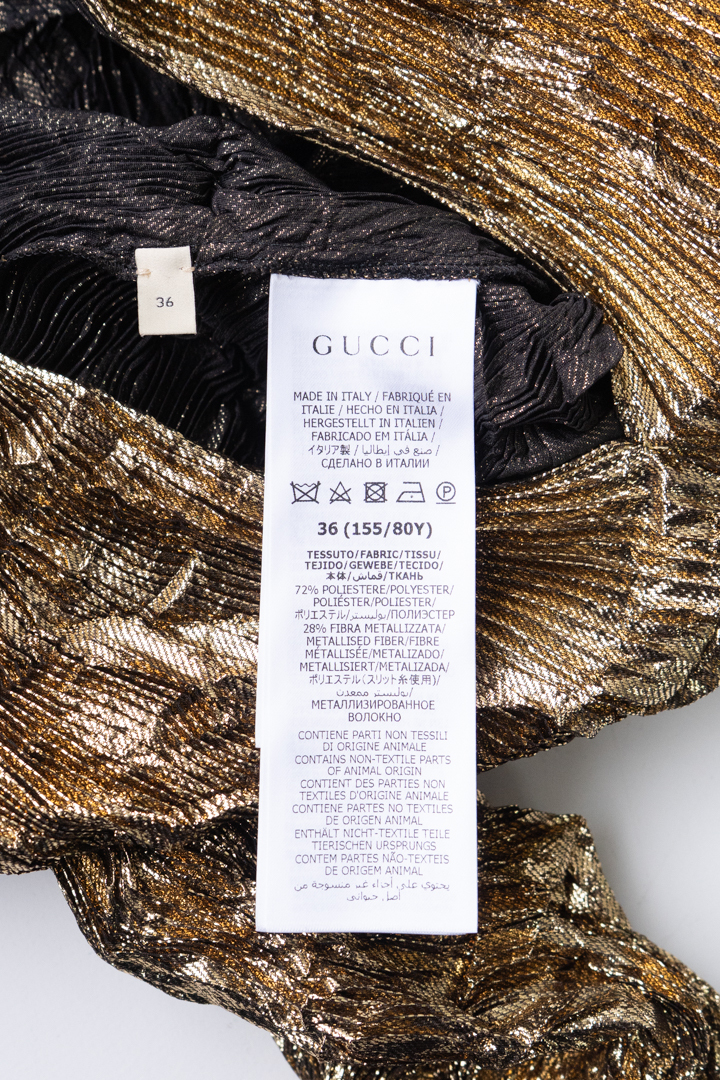 36
GUCCI
MADE IN ITALY / FABRIQUÉ EN
ITALIE / HECHO EN ITALIA /
HERGESTELLT IN ITALIEN /
FABRICADO EM ITÁLIA /
イタリア製 / صنع في إيطاليا /
СДЕЛАНО В ИТАЛИИ
36 (155/80Y)
TESSUTO/FABRIC/TISSU/
TEJIDO/GEWEBE/TECIDO/
本体/قماش/ТКАНЬ
72% POLIESTERE/POLYESTER/
POLIÉSTER/POLIESTER/
ポリエステル/بوليستر/ПОЛИЭСТЕР
28% FIBRA METALLIZZATA/
METALLISED FIBER/FIBRE
MÉTALLISÉE/METALIZADO/
METALLISIERT/METALIZADA/
ポリエステル(スリット糸使用)/
بوليستر ممعدن/
МЕТАЛЛИЗИРОВАННОЕ
ВОЛОКНО
CONTIENE PARTI NON TESSILI
DI ORIGINE ANIMALE
CONTAINS NON-TEXTILE PARTS
OF ANIMAL ORIGIN
CONTIENT DES PARTIES NON
TEXTILES D'ORIGINE ANIMALE
CONTIENE PARTES NO TEXTILES
DE ORIGEN ANIMAL
ENTHÄLT NICHT-TEXTILE TEILE
TIERISCHEN URSPRUNGS
CONTEM PARTES NÃO-TEXTEIS
DE ORIGEM ANIMAL
يحتوي على أجزاء غير منسوجة من
أصل حيواني